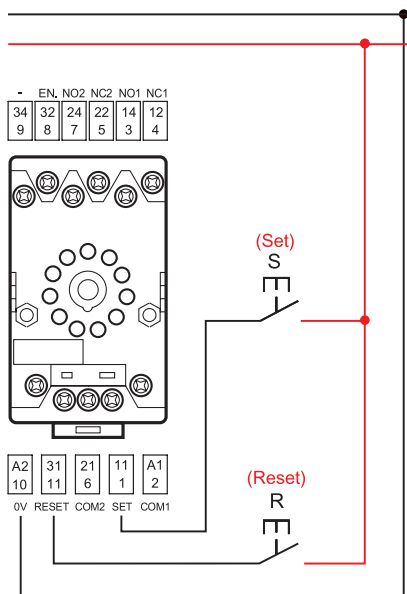 - EN. NO2 NC2 NO1 NC1
34 32 24 22 14 12
9 8 7 5 3 4
(Set)
S
A2 31 21 11 A1
10 11 6 1 2
0V RESET COM2 SET COM1
(Reset)
R